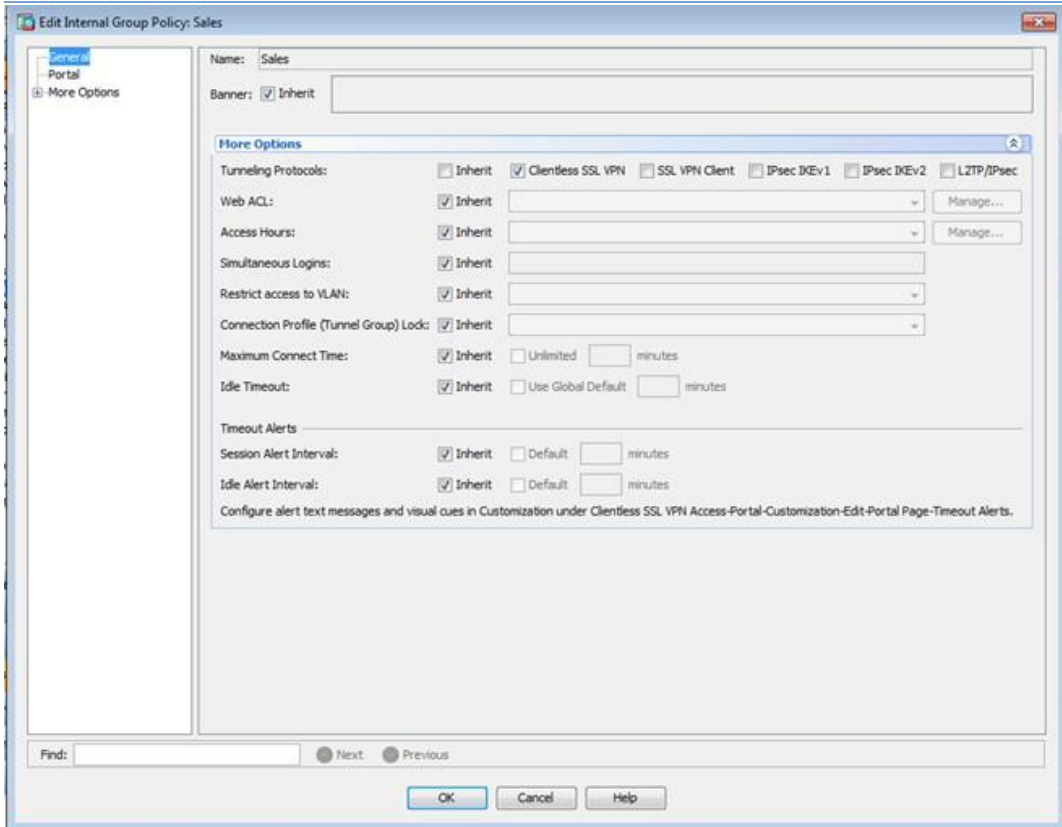 Edit Internal Group Policy: Sales
General
Portal
More Options
Name: Sales
Banner: Inherit
More Options
Tunneling Protocols: Inherit Clientless SSL VPN SSL VPN Client IPsec IKEv1 IPsec IKEv2 L2TP/IPsec
Web ACL: Inherit Manage...
Access Hours: Inherit Manage...
Simultaneous Logins: Inherit
Restrict access to VLAN: Inherit
Connection Profile (Tunnel Group) Lock: Inherit
Maximum Connect Time: Inherit Unlimited minutes
Idle Timeout: Inherit Use Global Default minutes
Timeout Alerts
Session Alert Interval: Inherit Default minutes
Idle Alert Interval: Inherit Default minutes
Configure alert text messages and visual cues in Customization under Clientless SSL VPN Access-Portal-Customization-Edit-Portal Page-Timeout Alerts.
Find: Next Previous
OK Cancel Help